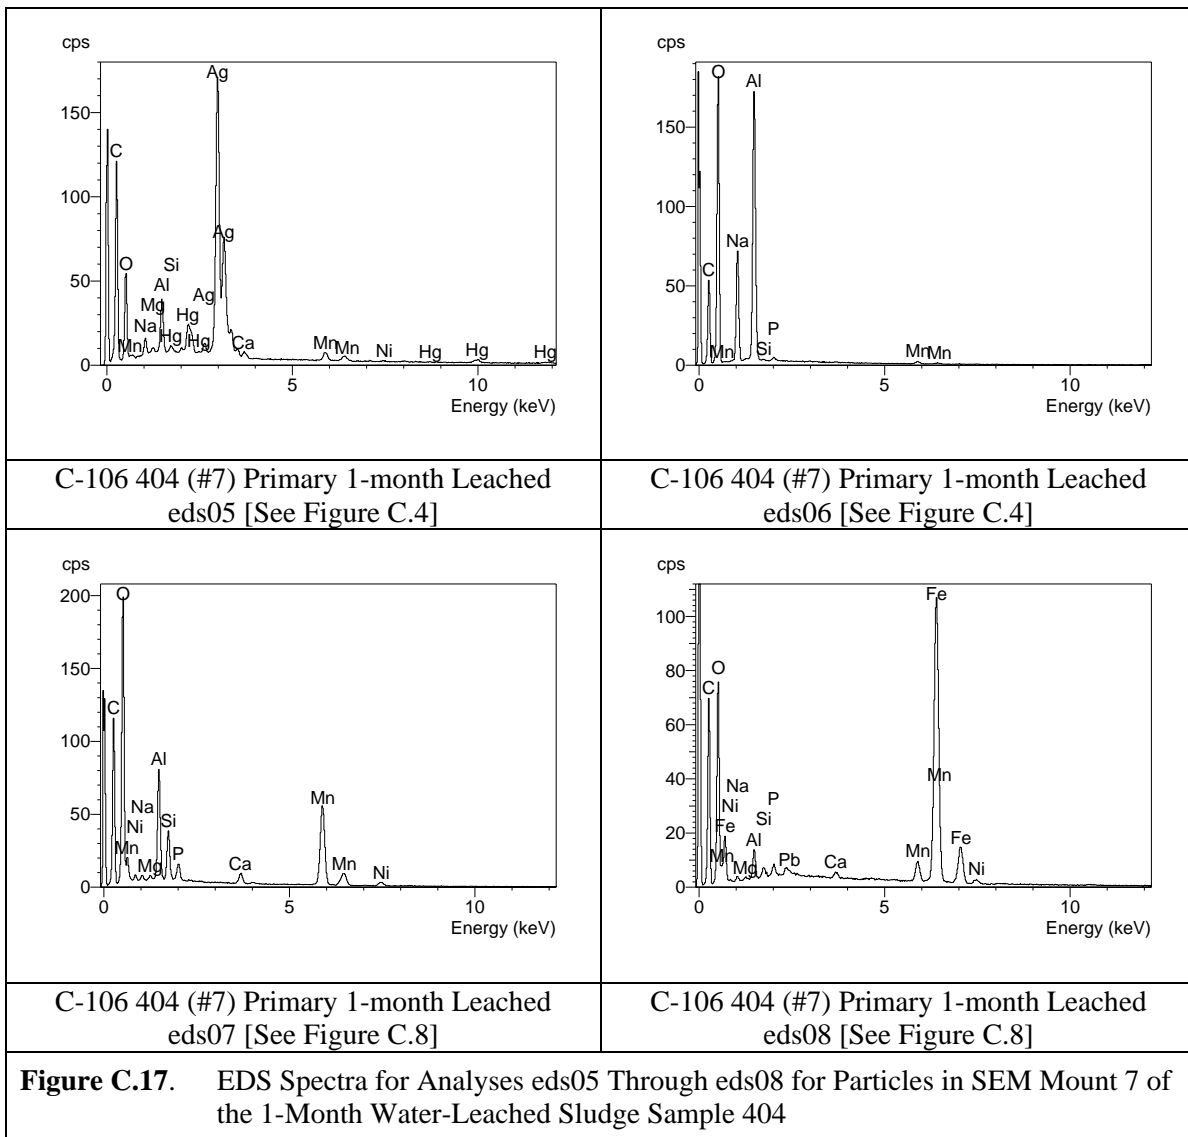 cps
Ag
150
C
100
Ag
O
Si
50
Al
Ag
Mg
Hg
Na
Hg
Hg
Mn
Ca
Mn
Mn
Ni
Hg
Hg
Hg
0
0
5
10
Energy (keV)
cps
O
Al
150
100
Na
C
50
P
Mn
Si
Mn
Mn
0
0
5
10
Energy (keV)
C-106 404 (#7) Primary 1-month Leached
eds05 [See Figure C.4]
C-106 404 (#7) Primary 1-month Leached
eds06 [See Figure C.4]
cps
200
O
150
C
100
Al
Na
Mn
50
Ni
Si
Mn
P
Mg
Ca
Mn
Ni
0
0
5
10
Energy (keV)
cps
Fe
100
O
80
C
60
Mn
40
Na
P
Ni
Si
Fe
20
Al
Fe
Mn
Mg
Pb
Ca
Mn
Ni
0
0
5
10
Energy (keV)
C-106 404 (#7) Primary 1-month Leached
eds07 [See Figure C.8]
C-106 404 (#7) Primary 1-month Leached
eds08 [See Figure C.8]
Figure C.17. EDS Spectra for Analyses eds05 Through eds08 for Particles in SEM Mount 7 of
the 1-Month Water-Leached Sludge Sample 404